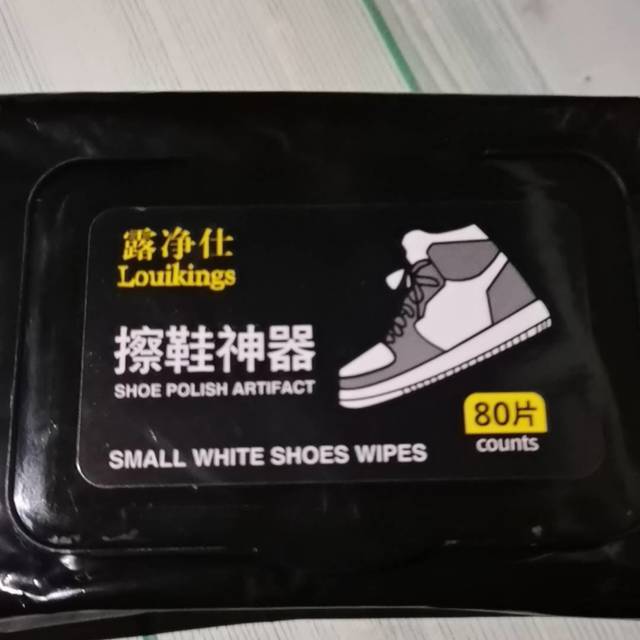 露净仕
Louikings
擦鞋神器
SHOE POLISH ARTIFACT
80片
counts
SMALL WHITE SHOES WIPES